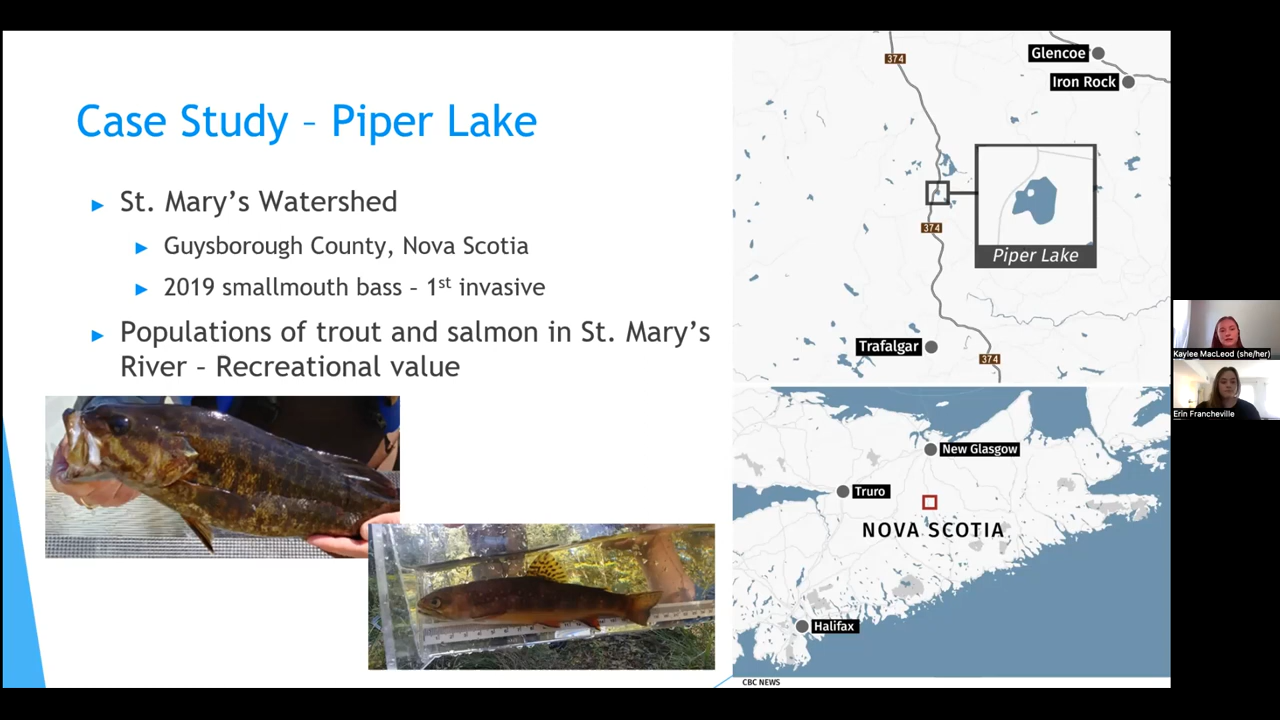 Case Study – Piper Lake
► St. Mary's Watershed
► Guysborough County, Nova Scotia
► 2019 smallmouth bass – 1st invasive
► Populations of trout and salmon in St. Mary's
River – Recreational value
374
Glencoe
Iron Rock
374
Piper Lake
Trafalgar
374
New Glasgow
Truro
NOVA SCOTIA
Halifax
CBC NEWS
Kaylee MacLeod (she/her)
Erin Francheville